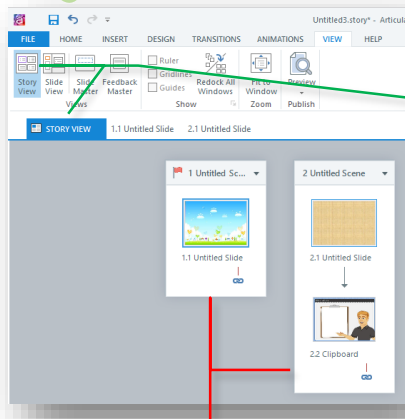 Untitled3.story* - Articula
FILE HOME INSERT DESIGN TRANSITIONS ANIMATIONS VIEW HELP
Story View
Slide View
Slide Master
Feedback Master
Ruler
Gridlines
Guides
Redock All Windows
Fit to Window
Preview
Views Show Zoom Publish
STORY VIEW 1.1 Untitled Slide 2.1 Untitled Slide
1 Untitled Sc...
2 Untitled Scene
1.1 Untitled Slide
2.1 Untitled Slide
2.2 Clipboard